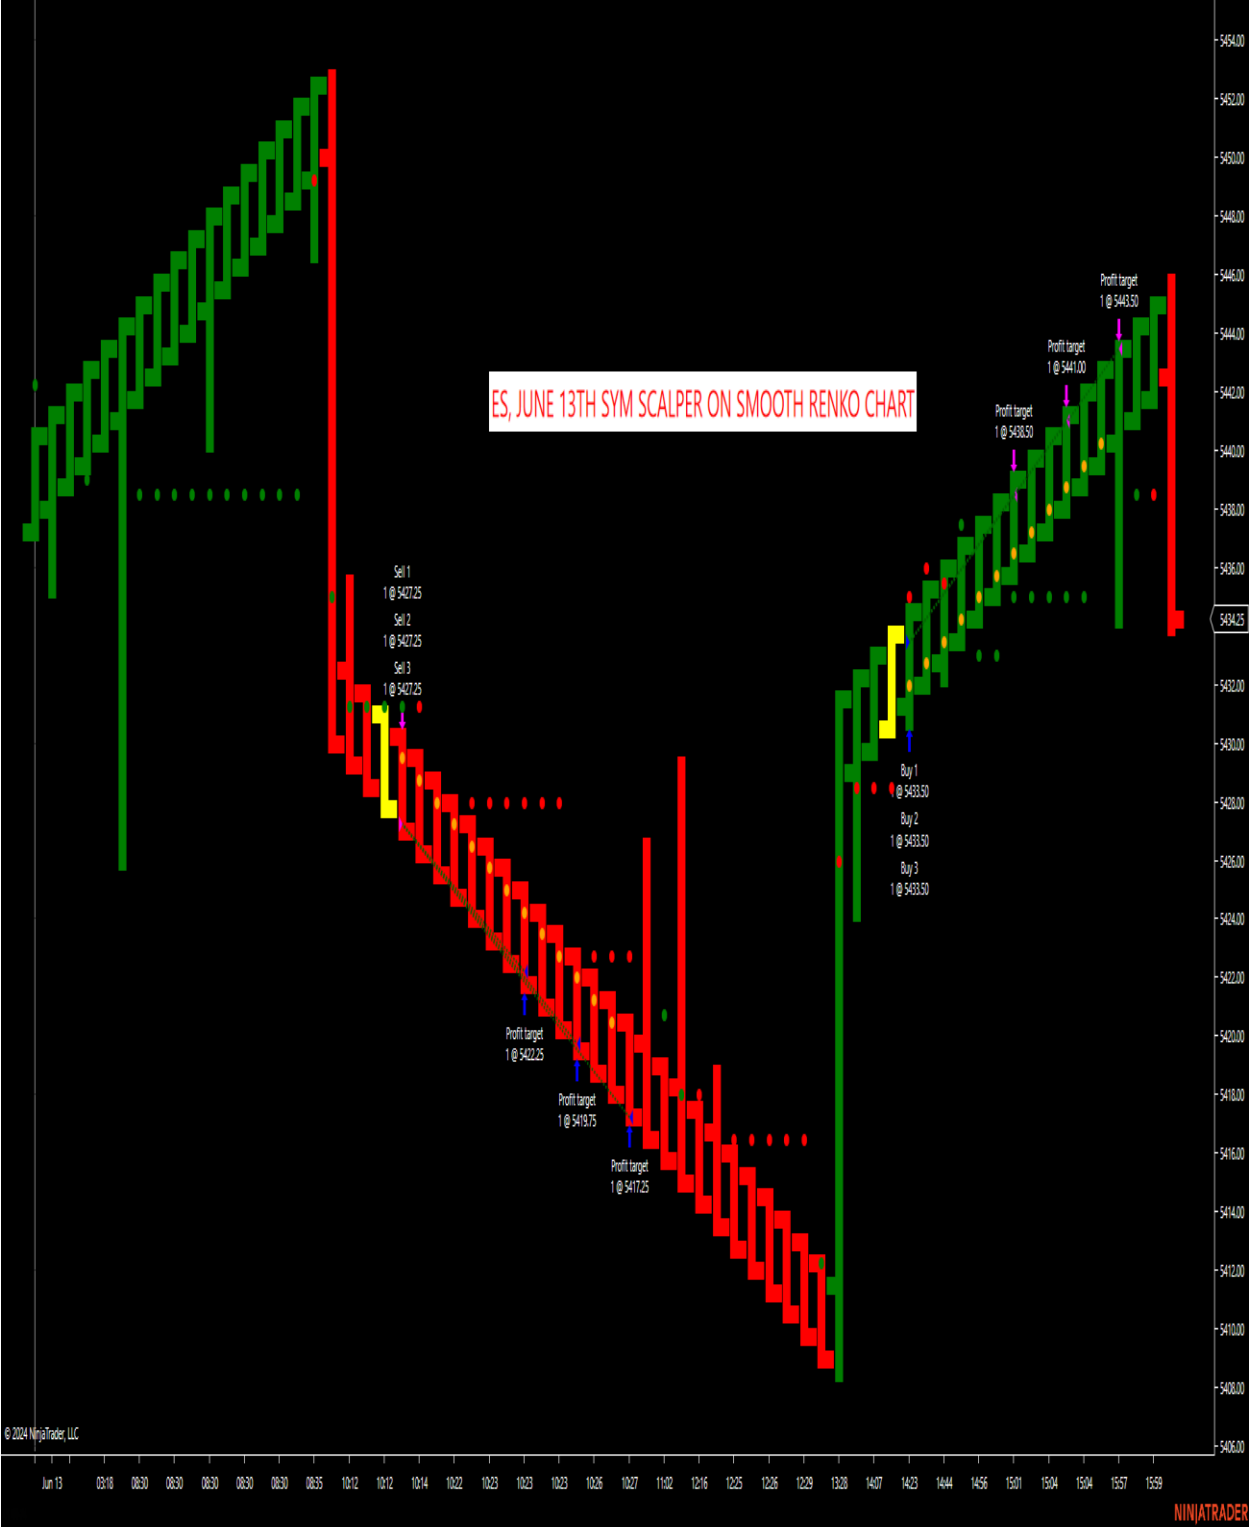 5454.00
5452.00
5450.00
5448.00
5446.00
5444.00
5442.00
5440.00
5438.00
5436.00
5434.25
5432.00
5430.00
5428.00
5426.00
5424.00
5422.00
5420.00
5418.00
5416.00
5414.00
5412.00
5410.00
5408.00
5406.00
Profit target
1 @ 5443.50
Profit target
1 @ 5441.00
Profit target
1 @ 5438.50
ES, JUNE 13TH SYM SCALPER ON SMOOTH RENKO CHART
Sell 1
1 @ 5427.25
Sell 2
1 @ 5427.25
Sell 3
1 @ 5427.25
Buy 1
1 @ 5433.50
Buy 2
1 @ 5433.50
Buy 3
1 @ 5433.50
Profit target
1 @ 5422.25
Profit target
1 @ 5419.75
Profit target
1 @ 5417.25
© 2024 NinjaTrader, LLC
Jun 13 03:18 08:30 08:30 08:30 08:30 08:30 08:35 10:12 10:12 10:14 10:22 10:23 10:23 10:26 10:27 11:02 12:16 12:25 12:26 12:29 13:28 14:07 14:23 14:44 14:56 15:01 15:04 15:04 15:57 15:59
NINJATRADER